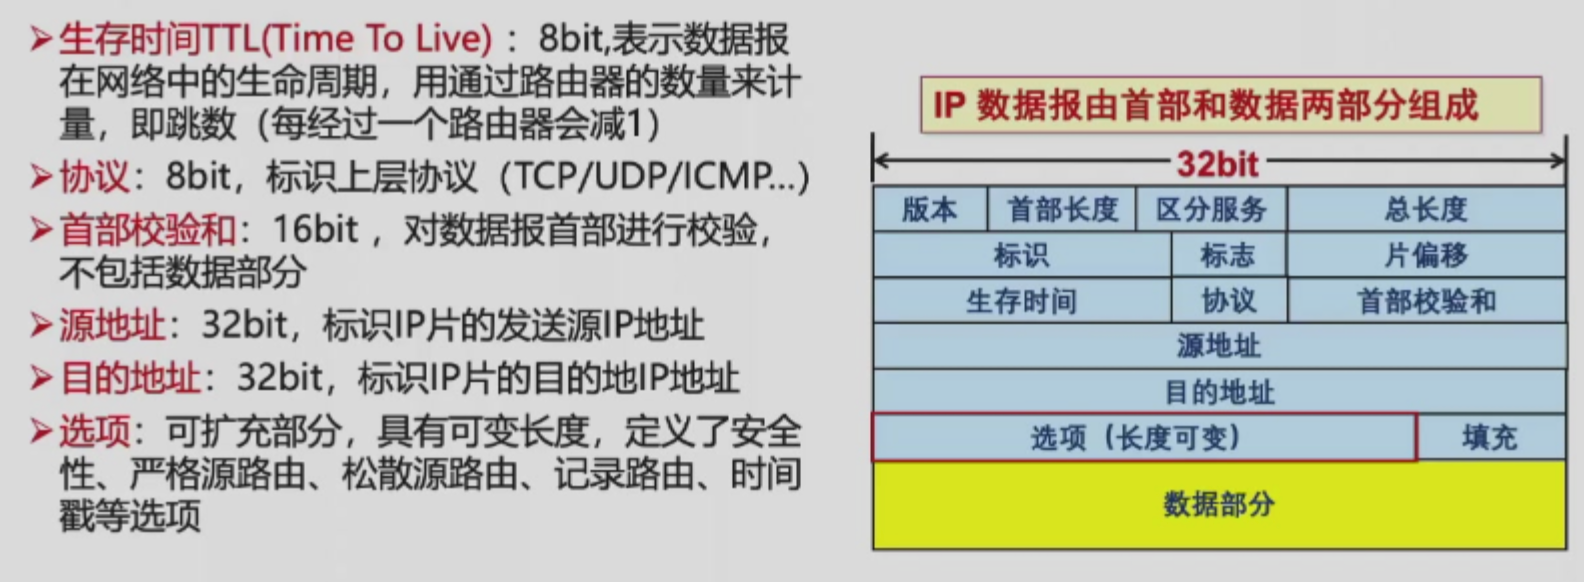 ➢生存时间TTL(Time To Live) ：8bit,表示数据报
在网络中的生命周期，用通过路由器的数量来计
量，即跳数（每经过一个路由器会减1）
➢协议：8bit，标识上层协议（TCP/UDP/ICMP...）
➢首部校验和：16bit ，对数据报首部进行校验，
不包括数据部分
➢源地址：32bit，标识IP片的发送源IP地址
➢目的地址：32bit，标识IP片的目的地IP地址
➢选项：可扩充部分，具有可变长度，定义了安全
性、严格源路由、松散源路由、记录路由、时间
戳等选项
IP 数据报由首部和数据两部分组成
32bit
版本 首部长度 区分服务 总长度
标识 标志 片偏移
生存时间 协议 首部校验和
源地址
目的地址
选项（长度可变） 填充
数据部分